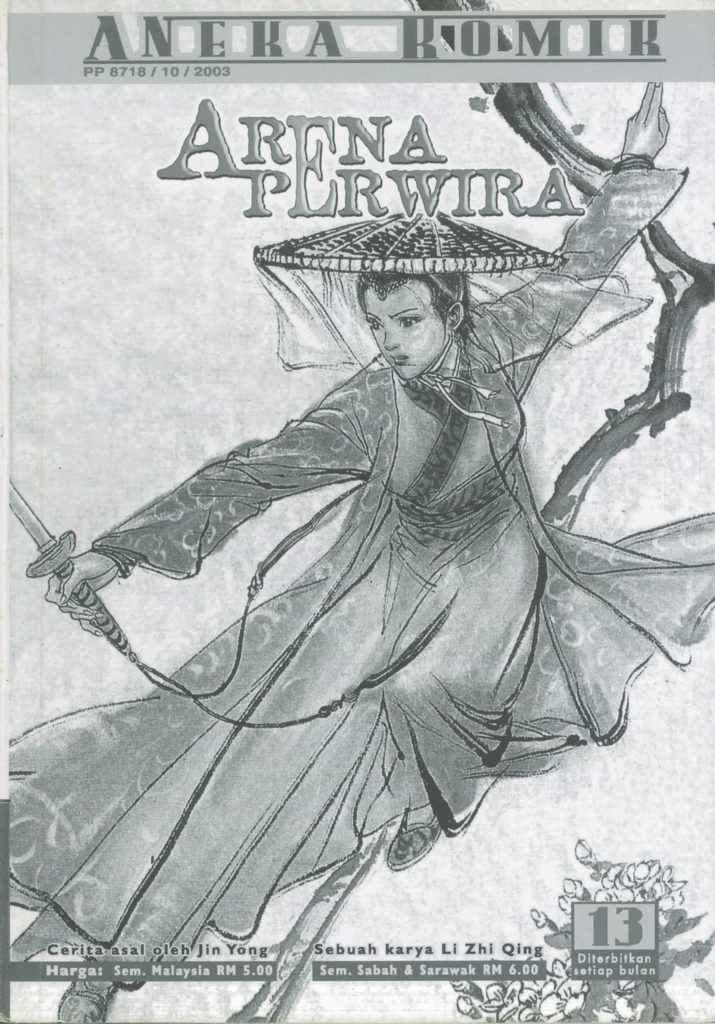 ANEKA KOMIK
PP 8718 / 10 / 2003
ARENA
PERWIRA
Cerita asal oleh Jin Yong
Sebuah karya Li Zhi Qing
Harga: Sem. Malaysia RM 5.00
Sem. Sabah & Sarawak RM 6.00
13
Diterbitkan
setiap bulan